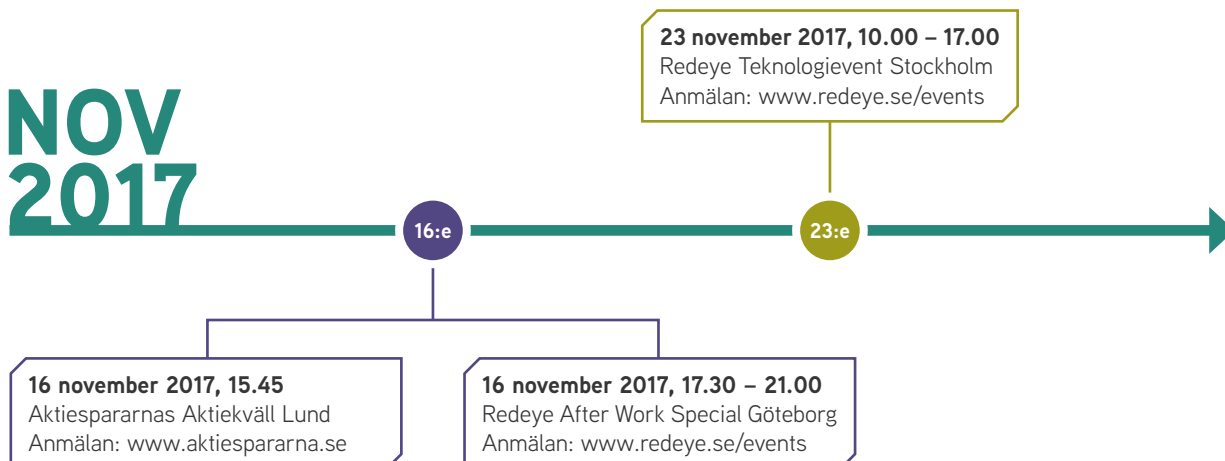 NOV
2017
23 november 2017, 10.00 – 17.00
Redeye Teknologievent Stockholm
Anmälan: www.redeye.se/events
16:e
23:e
16 november 2017, 15.45
Aktiespararnas Aktiekväll Lund
Anmälan: www.aktiespararna.se
16 november 2017, 17.30 – 21.00
Redeye After Work Special Göteborg
Anmälan: www.redeye.se/events